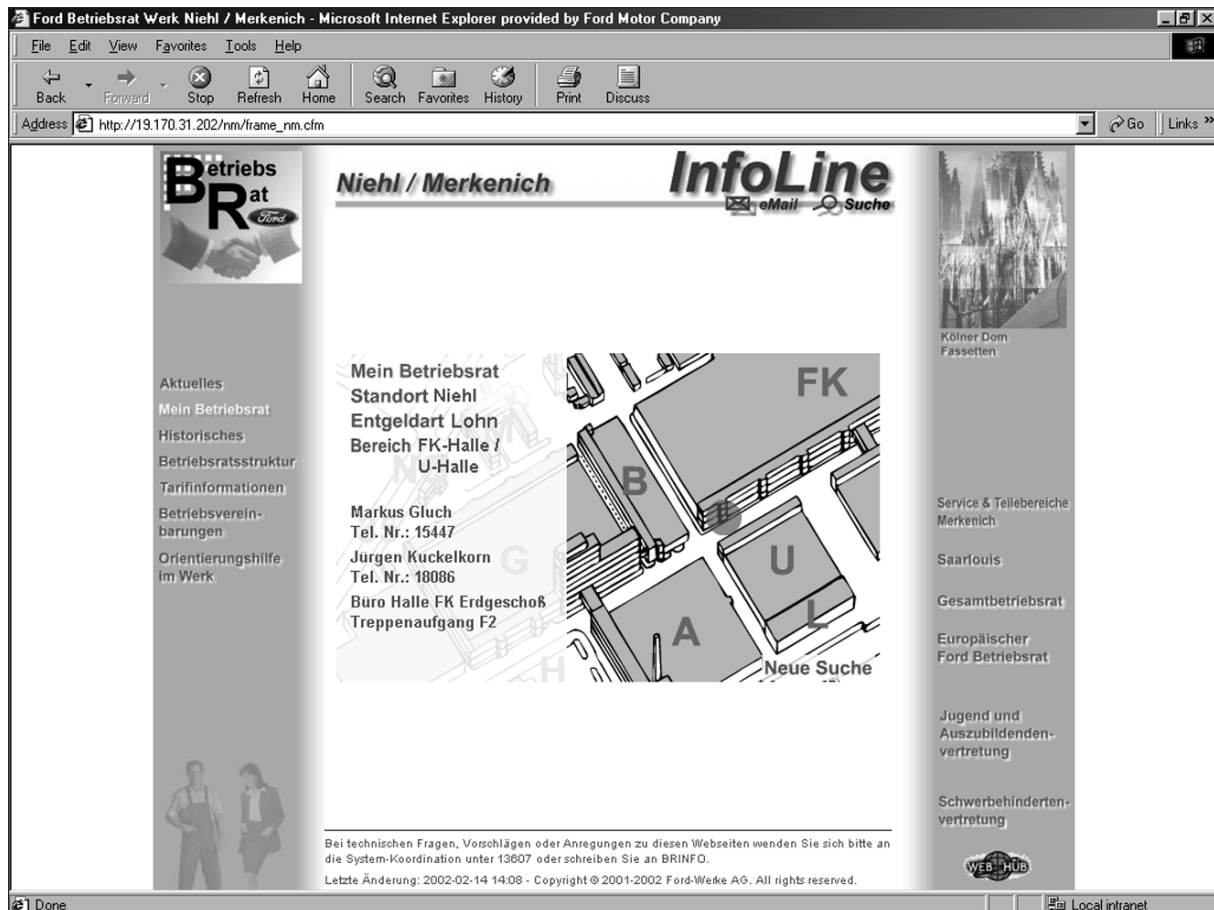 Ford Betriebsrat Werk Niehl / Merkenich - Microsoft Internet Explorer provided by Ford Motor Company
File Edit View Favorites Tools Help
Back Forward Stop Refresh Home Search Favorites History Print Discuss
Address http://19.170.31.202/nm/frame_nm.cfm Go Links »
Betriebs
Rat
Ford
Niehl / Merkenich
InfoLine
eMail Suche
Kölner Dom
Fassetten
Aktuelles
Mein Betriebsrat
Historisches
Betriebsratsstruktur
Tarifinformationen
Betriebsverein-
barungen
Orientierungshilfe
im Werk
Mein Betriebsrat
Standort Niehl
Entgeldart Lohn
Bereich FK-Halle /
U-Halle
Markus Gluch
Tel. Nr.: 15447
Jürgen Kuckelkorn
Tel. Nr.: 18086
Büro Halle FK Erdgeschoß
Treppenaufgang F2
FK
B
M
N
G
U
L
A
H
Neue Suche
Service & Teilebereiche
Merkenich
Saarlouis
Gesamtbetriebsrat
Europäischer
Ford Betriebsrat
Jugend und
Auszubildenden-
vertretung
Schwerbehinderten-
vertretung
WEB HUB
Bei technischen Fragen, Vorschlägen oder Anregungen zu diesen Webseiten wenden Sie sich bitte an
die System-Koordination unter 13607 oder schreiben Sie an BRINFO.
Letzte Änderung: 2002-02-14 14:08 - Copyright © 2001-2002 Ford-Werke AG. All rights reserved.
Done Local intranet